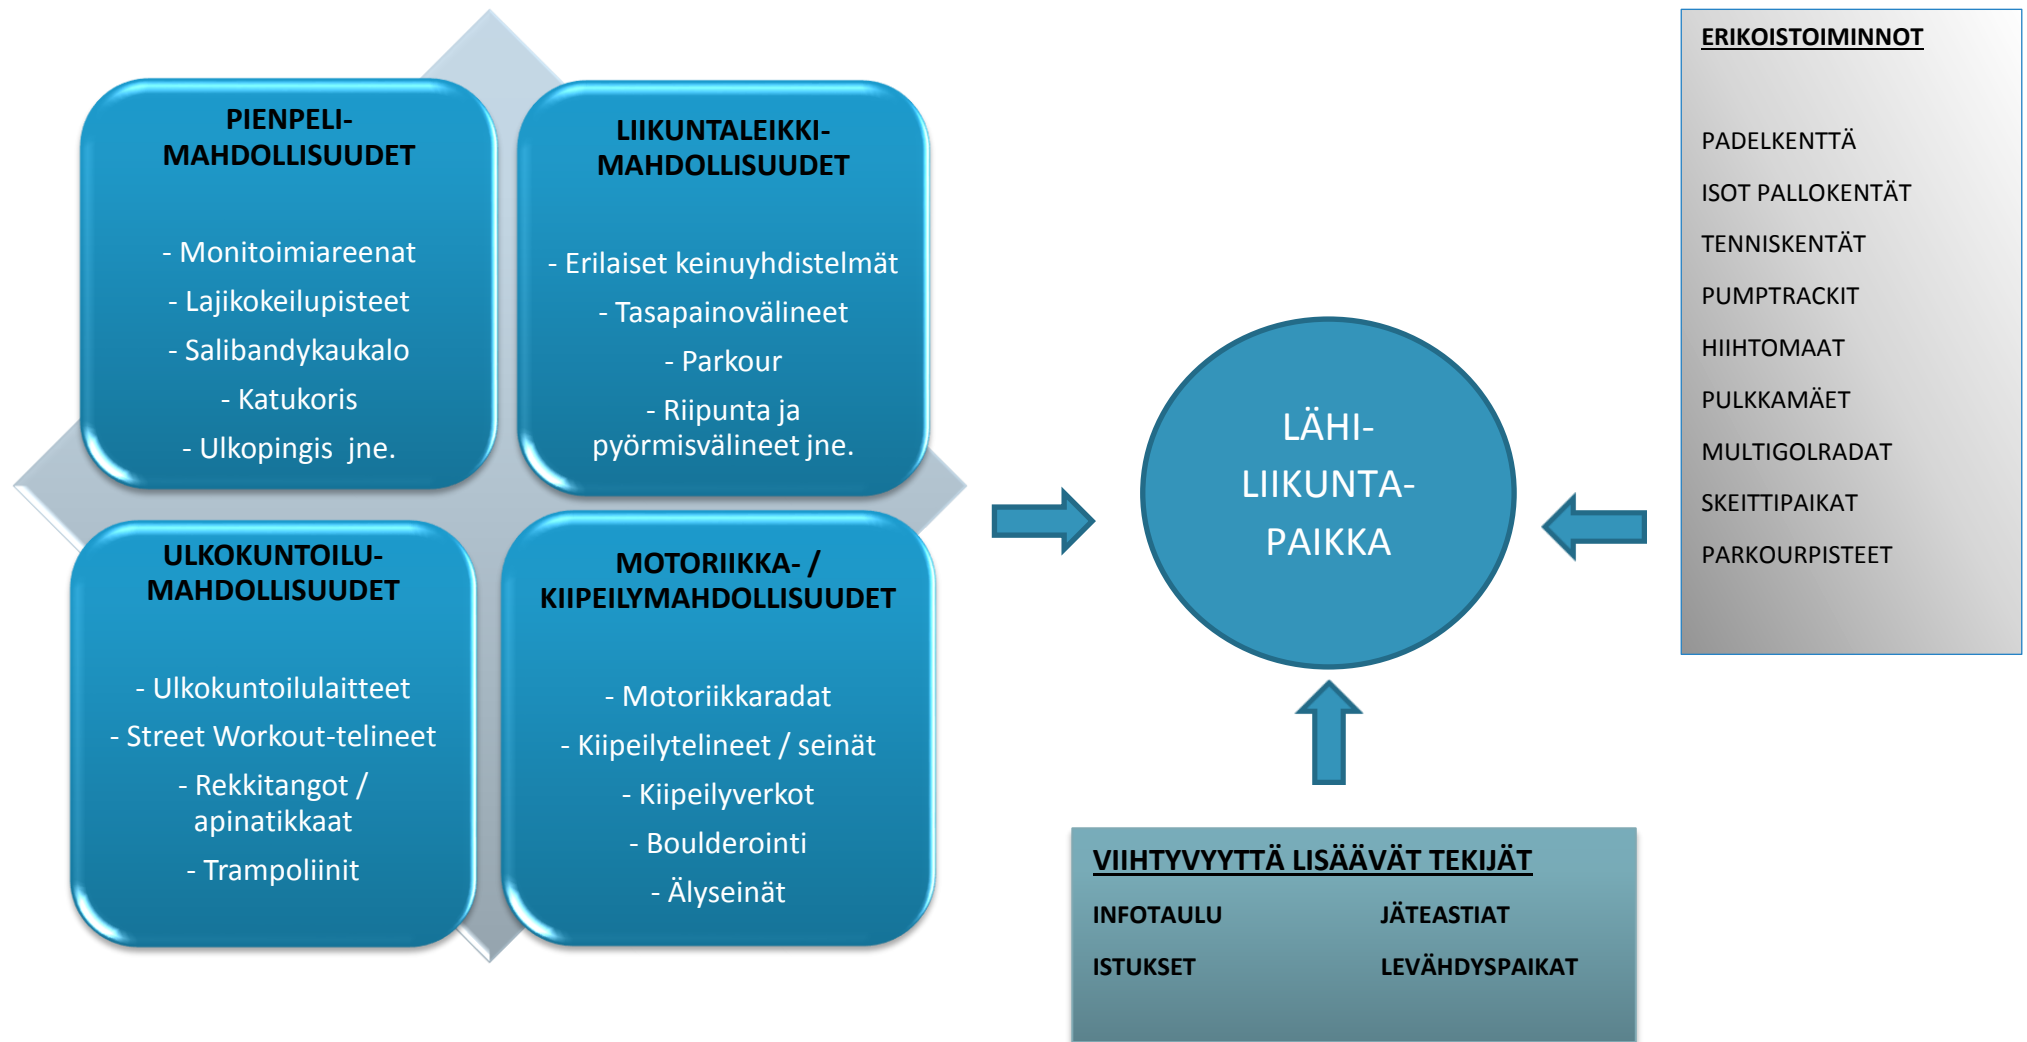 PIENPELI-
MAHDOLLISUUDET
- Monitoimiareenat
- Lajikokeilupisteet
- Salibandykaukalo
- Katukoris
- Ulkopingis  jne.
LIIKUNTALEIKKI-
MAHDOLLISUUDET
- Erilaiset keinuyhdistelmät
- Tasapainovälineet
- Parkour
- Riipunta ja
pyörmisvälineet jne.
ULKOKUNTOILU-
MAHDOLLISUUDET
- Ulkokuntoilulaitteet
- Street Workout-telineet
- Rekkitangot /
apinatikkaat
- Trampoliinit
MOTORIIKKA- /
KIIPEILYMAHDOLLISUUDET
- Motoriikkaradat
- Kiipeilytelineet / seinät
- Kiipeilyverkot
- Boulderointi
- Älyseinät
LÄHI-
LIIKUNTA-
PAIKKA
ERIKOISTOIMINNOT
PADELKENTTÄ
ISOT PALLOKENTÄT
TENNISKENTÄT
PUMPTRACKIT
HIIHTOMAAT
PULKKAMÄET
MULTIGOLRADAT
SKEITTIPAIKAT
PARKOURPISTEET
VIIHTYVYYTTÄ LISÄÄVÄT TEKIJÄT
INFOTAULU JÄTEASTIAT
ISTUKSET LEVÄHDYSPAIKAT